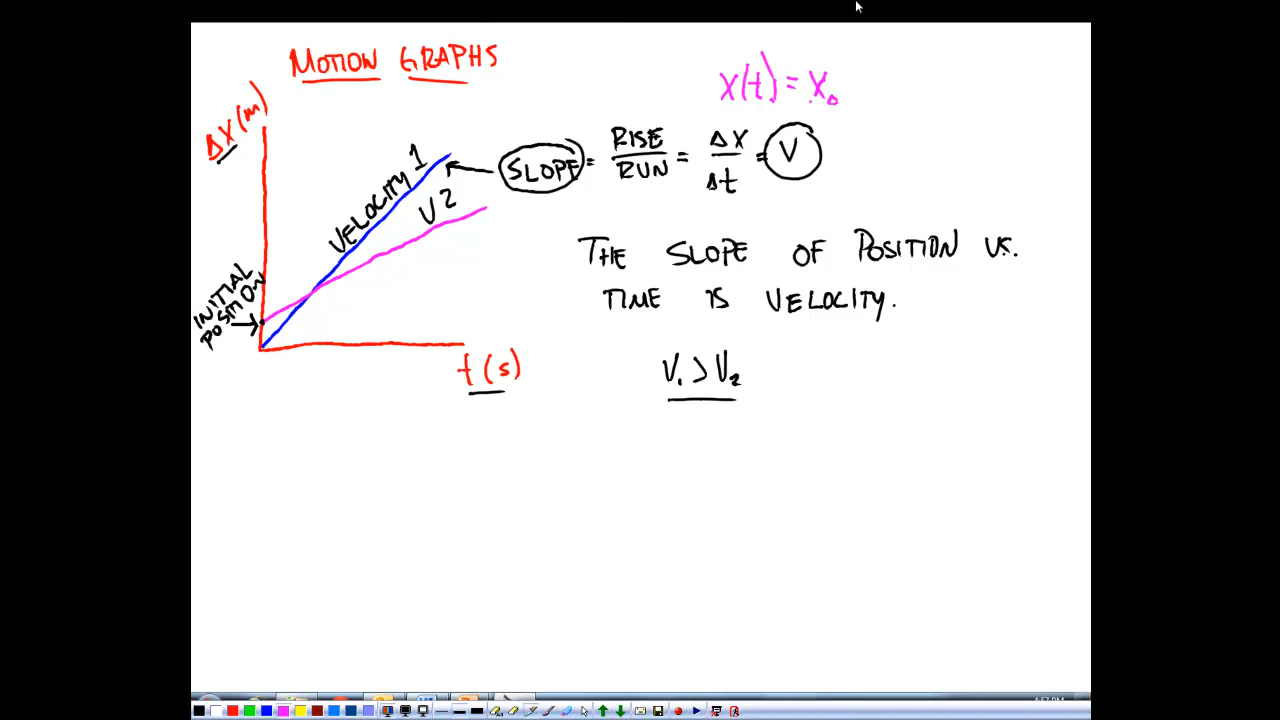 MOTION GRAPHS
X(t) = X₀
ΔX (m)
VELOCITY 1
V2
SLOPE = RISE/RUN = ΔX/Δt = V
THE SLOPE OF POSITION VS.
TIME IS VELOCITY.
INITIAL
POSITION
t (s)
V₁ > V₂